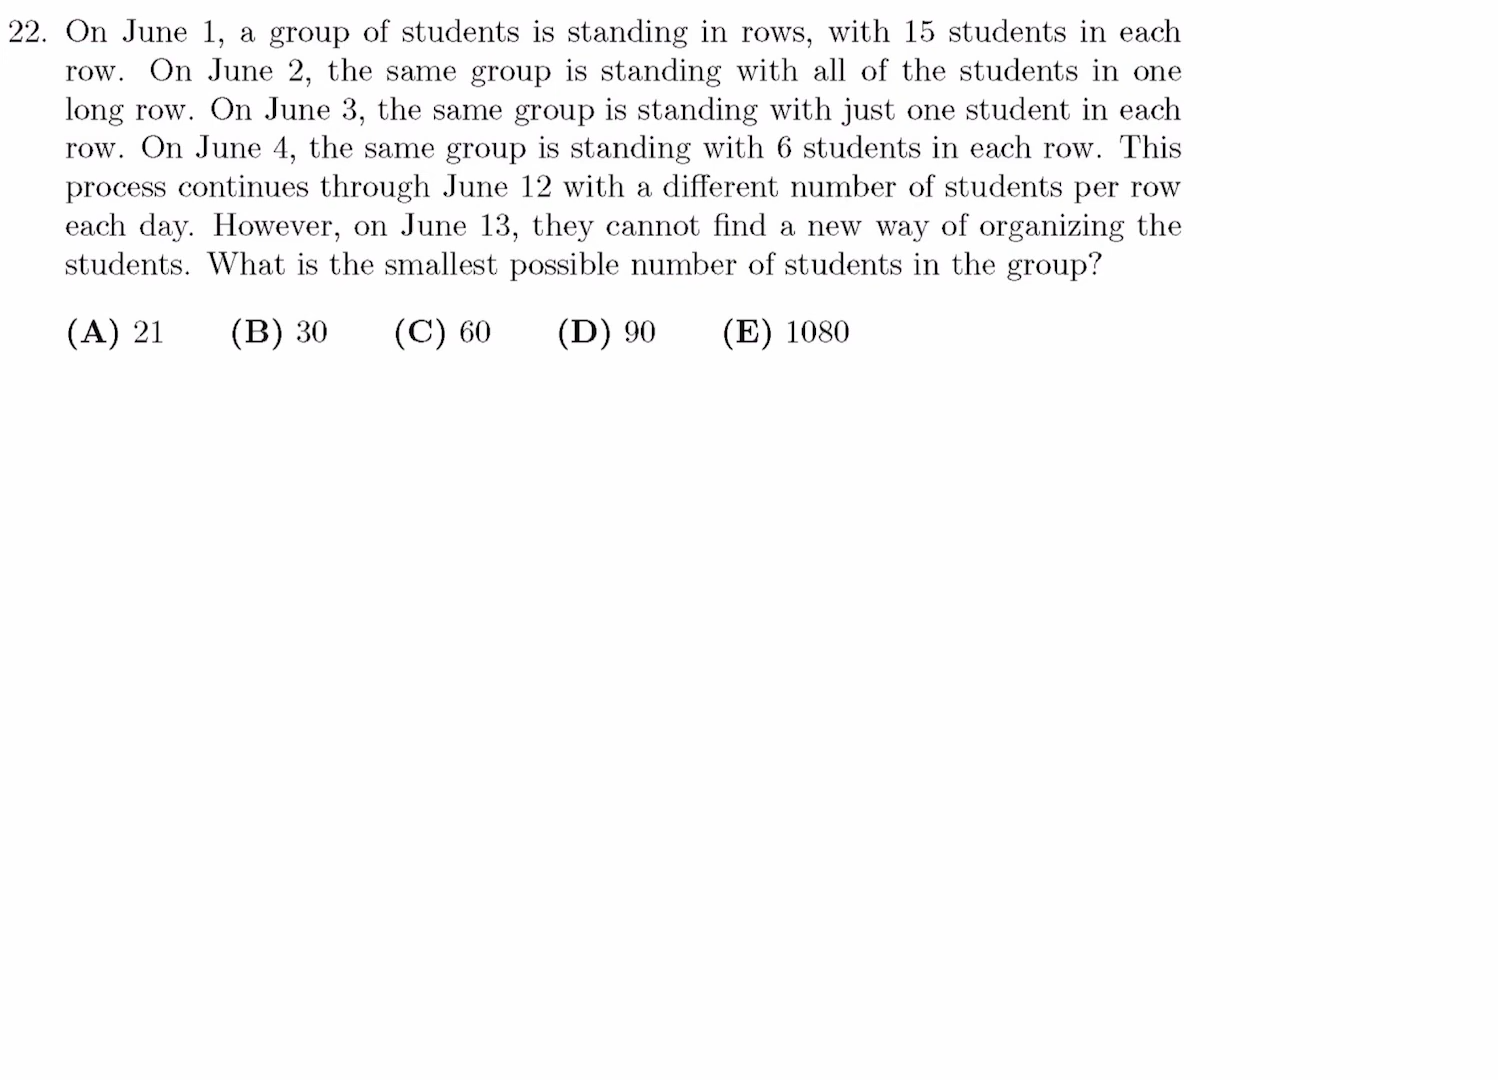 22. On June 1, a group of students is standing in rows, with 15 students in each
row. On June 2, the same group is standing with all of the students in one
long row. On June 3, the same group is standing with just one student in each
row. On June 4, the same group is standing with 6 students in each row. This
process continues through June 12 with a different number of students per row
each day. However, on June 13, they cannot find a new way of organizing the
students. What is the smallest possible number of students in the group?
(A) 21 (B) 30 (C) 60 (D) 90 (E) 1080